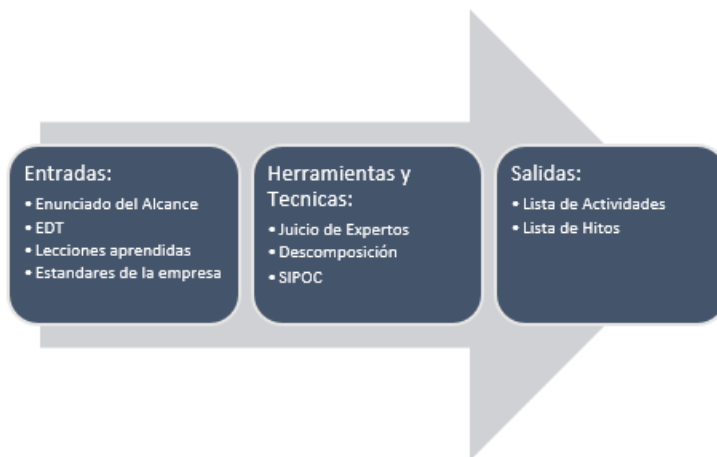 Entradas:
• Enunciado del Alcance
• EDT
• Lecciones aprendidas
• Estandares de la empresa
Herramientas y
Tecnicas:
• Juicio de Expertos
• Descomposición
• SIPOC
Salidas:
• Lista de Actividades
• Lista de Hitos